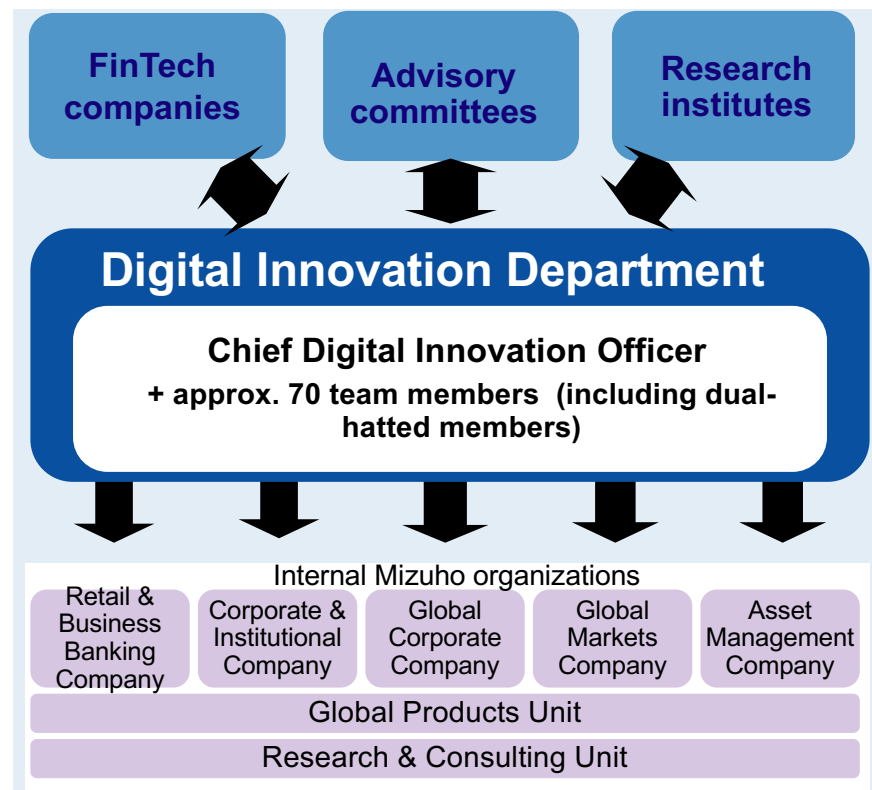 FinTech
companies
Advisory
committees
Research
institutes
Digital Innovation Department
Chief Digital Innovation Officer
+ approx. 70 team members (including dual-
hatted members)
Internal Mizuho organizations
Retail &
Business
Banking
Company
Corporate &
Institutional
Company
Global
Corporate
Company
Global
Markets
Company
Asset
Management
Company
Global Products Unit
Research & Consulting Unit